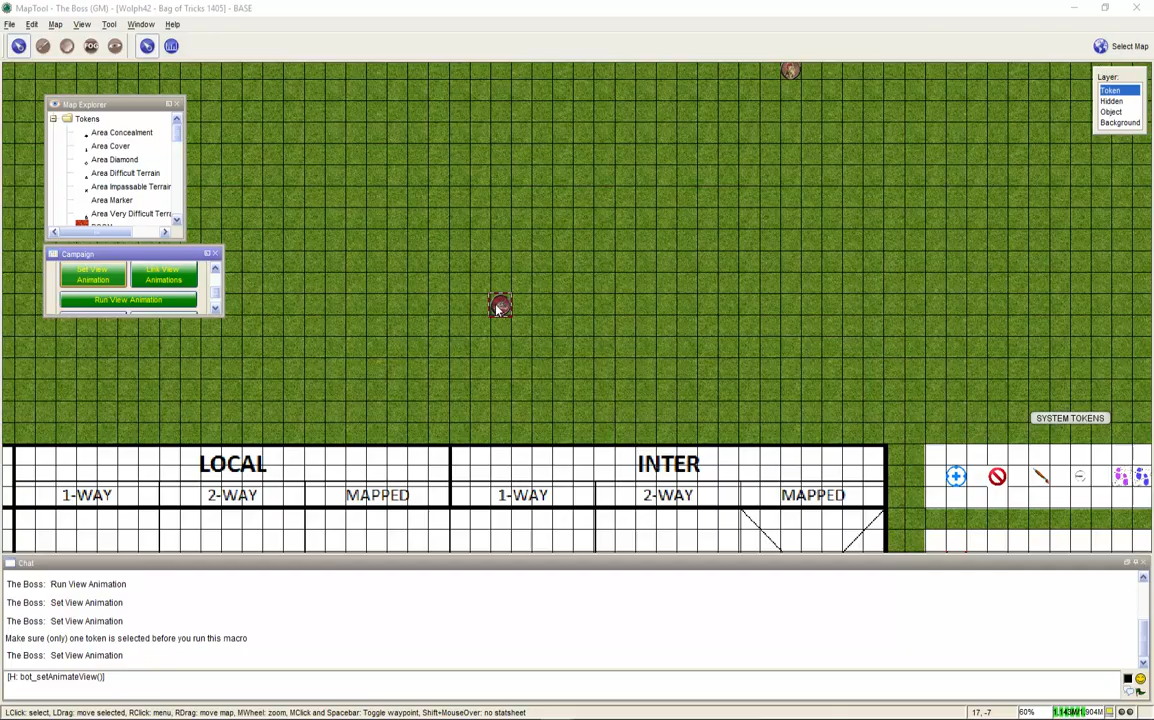 MapTool - The Boss (GM) - [Wolph42 - Bag of Tricks 1405] - BASE
File Edit Map View Tool Window Help
FOG
Select Map
Map Explorer
Tokens
Area Concealment
Area Cover
Area Diamond
Area Difficult Terrain
Area Impassable Terrain
Area Marker
Area Very Difficult Terra
Layer:
Token
Hidden
Object
Background
Campaign
Set View Animation
Link View Animations
Run View Animation
SYSTEM TOKENS
LOCAL INTER
1-WAY 2-WAY MAPPED 1-WAY 2-WAY MAPPED
Chat
The Boss: Run View Animation
The Boss: Set View Animation
The Boss: Set View Animation
Make sure (only) one token is selected before you run this macro
The Boss: Set View Animation
[H: bot_setAnimateView()]
LClick: select, LDrag: move selected, RClick: menu, RDrag: move map, MWheel: zoom, MClick and Spacebar: Toggle waypoint, Shift+MouseOver: no statsheet
17, -7 60%